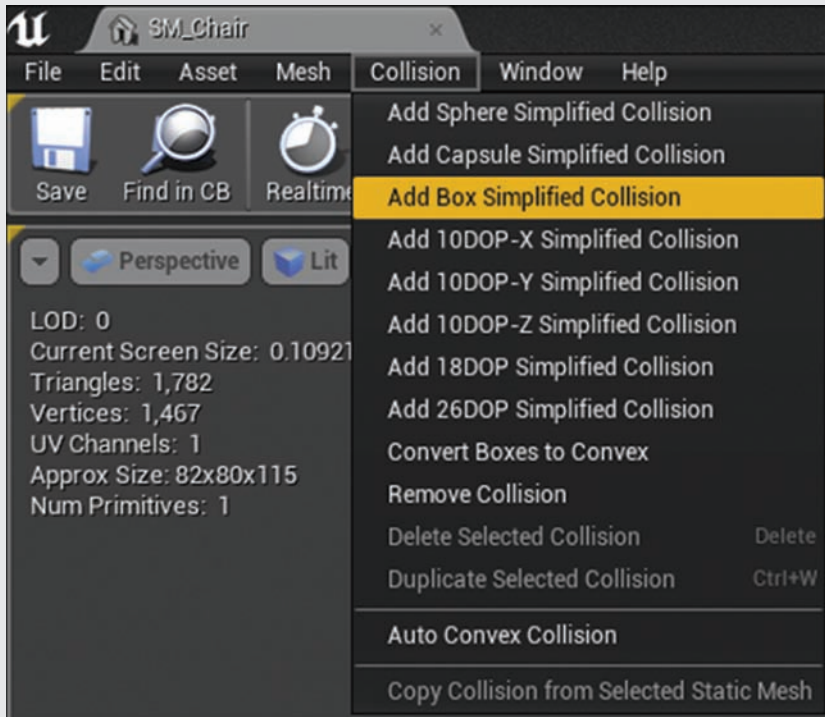 SM_Chair
File Edit Asset Mesh Collision Window Help
Save Find in CB Realtime
Perspective Lit
LOD: 0
Current Screen Size: 0.10921
Triangles: 1,782
Vertices: 1,467
UV Channels: 1
Approx Size: 82x80x115
Num Primitives: 1
Add Sphere Simplified Collision
Add Capsule Simplified Collision
Add Box Simplified Collision
Add 10DOP-X Simplified Collision
Add 10DOP-Y Simplified Collision
Add 10DOP-Z Simplified Collision
Add 18DOP Simplified Collision
Add 26DOP Simplified Collision
Convert Boxes to Convex
Remove Collision
Delete Selected Collision Delete
Duplicate Selected Collision Ctrl+W
Auto Convex Collision
Copy Collision from Selected Static Mesh